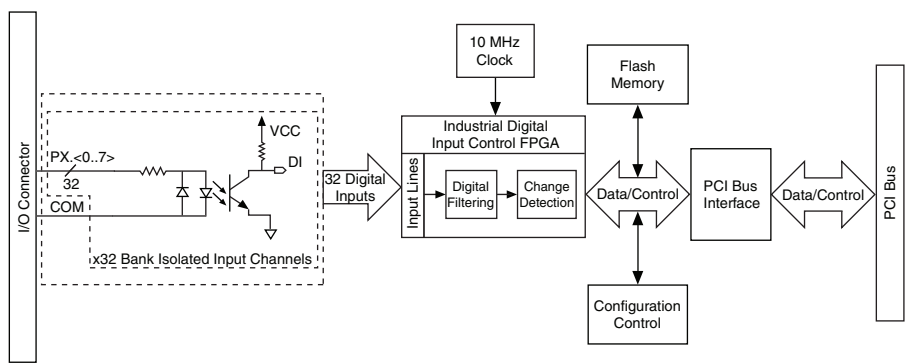 I/O Connector
PX.<0..7>
32
COM
VCC
DI
x32 Bank Isolated Input Channels
32 Digital
Inputs
10 MHz
Clock
Industrial Digital
Input Control FPGA
Input Lines
Digital
Filtering
Change
Detection
Flash
Memory
Data/Control
Configuration
Control
PCI Bus
Interface
Data/Control
PCI Bus